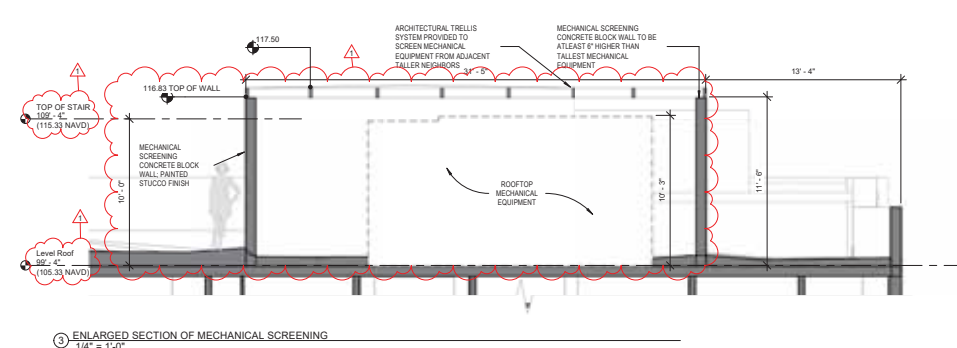 ARCHITECTURAL TRELLIS
SYSTEM PROVIDED TO
SCREEN MECHANICAL
EQUIPMENT FROM ADJACENT
TALLER NEIGHBORS
MECHANICAL SCREENING
CONCRETE BLOCK WALL TO BE
ATLEAST 6" HIGHER THAN
TALLEST MECHANICAL
EQUIPMENT
117.50
1
1
31' - 5"
13' - 4"
116.83 TOP OF WALL
TOP OF STAIR
109' - 4"
(115.33 NAVD)
MECHANICAL
SCREENING
CONCRETE BLOCK
WALL; PAINTED
STUCCO FINISH
10' - 0"
ROOFTOP
MECHANICAL
EQUIPMENT
10' - 3"
11' - 6"
1
Level Roof
99' - 4"
(105.33 NAVD)
3
ENLARGED SECTION OF MECHANICAL SCREENING
1/4" = 1'-0"